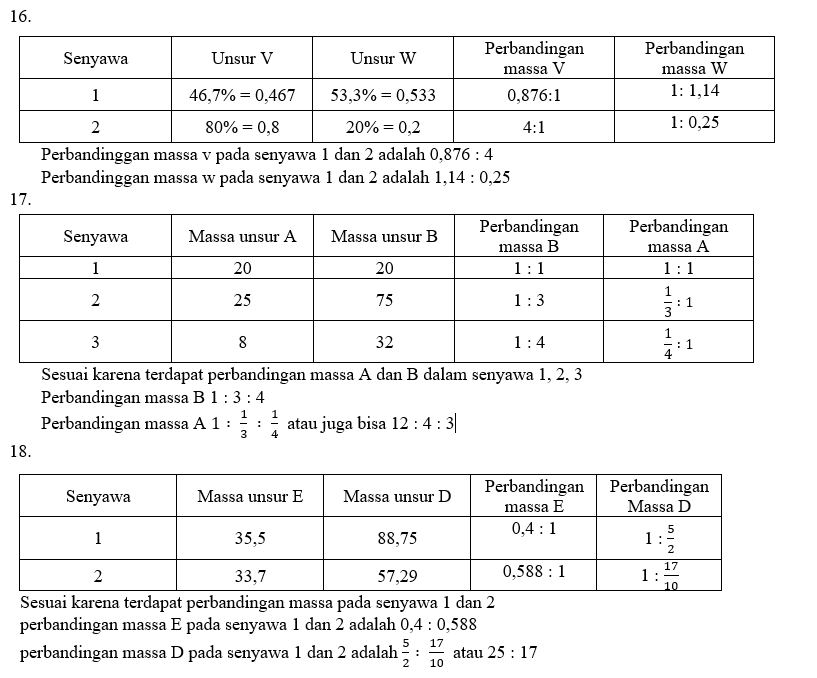 16.
Senyawa Unsur V Unsur W Perbandingan massa V Perbandingan massa W
1 46,7% = 0,467 53,3% = 0,533 0,876:1 1: 1,14
2 80% = 0,8 20% = 0,2 4:1 1: 0,25
Perbandinggan massa v pada senyawa 1 dan 2 adalah 0,876 : 4
Perbandinggan massa w pada senyawa 1 dan 2 adalah 1,14 : 0,25
17.
Senyawa Massa unsur A Massa unsur B Perbandingan massa B Perbandingan massa A
1 20 20 1 : 1 1 : 1
2 25 75 1 : 3 1/3 : 1
3 8 32 1 : 4 1/4 : 1
Sesuai karena terdapat perbandingan massa A dan B dalam senyawa 1, 2, 3
Perbandingan massa B 1 : 3 : 4
Perbandingan massa A 1 : 1/3 : 1/4 atau juga bisa 12 : 4 : 3
18.
Senyawa Massa unsur E Massa unsur D Perbandingan massa E Perbandingan Massa D
1 35,5 88,75 0,4 : 1 1 : 5/2
2 33,7 57,29 0,588 : 1 1 : 17/10
Sesuai karena terdapat perbandingan massa pada senyawa 1 dan 2
perbandingan massa E pada senyawa 1 dan 2 adalah 0,4 : 0,588
perbandingan massa D pada senyawa 1 dan 2 adalah 5/2 : 17/10 atau 25 : 17